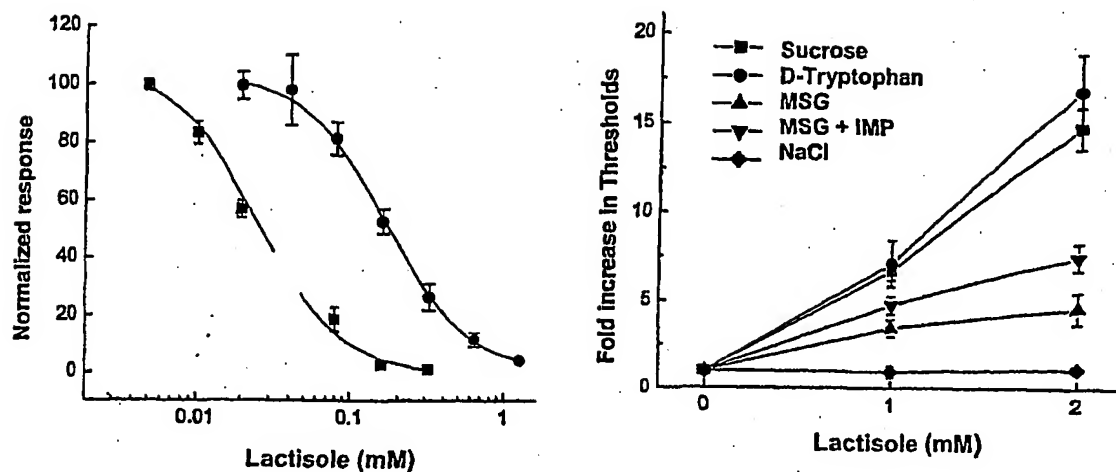 120
100
80
60
40
20
0
0.01 0.1 1
Normalized response
Lactisole (mM)
20
15
10
5
0
0 1 2
Fold increase in Thresholds
Lactisole (mM)
Sucrose
D-Tryptophan
MSG
MSG + IMP
NaCl